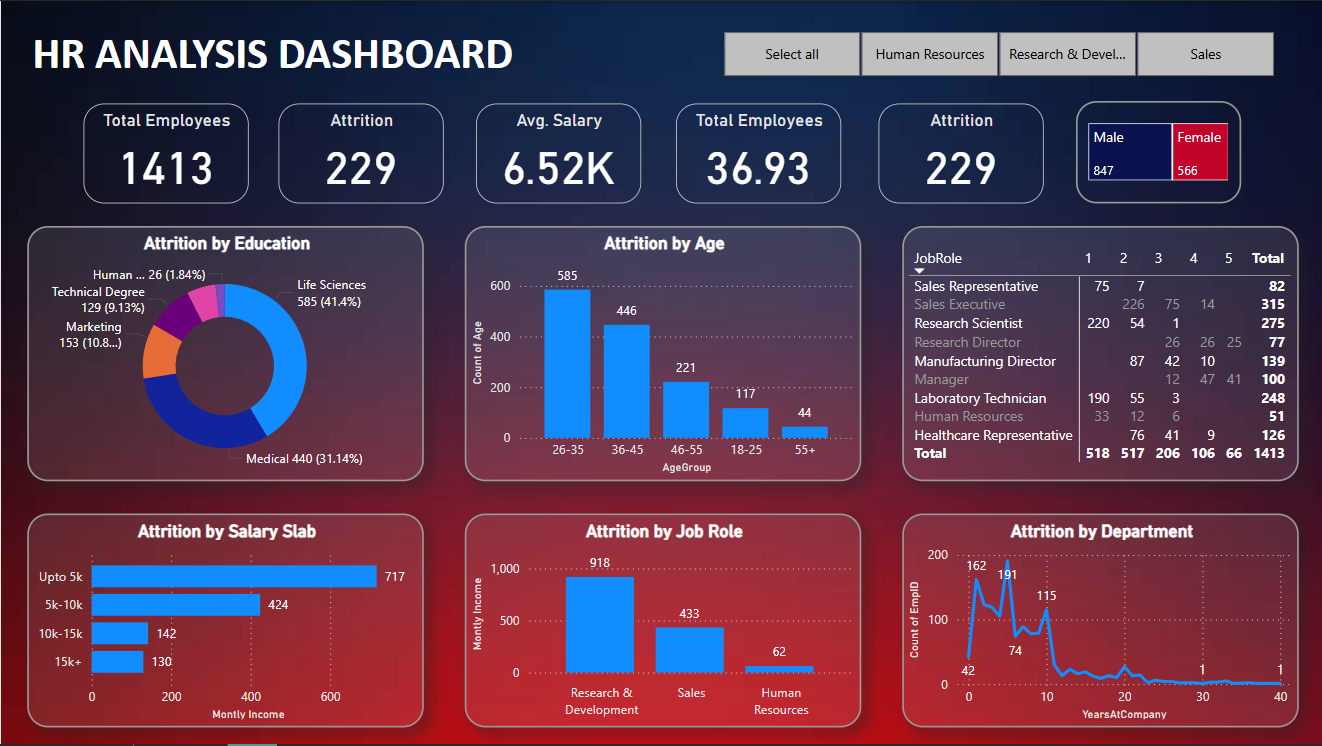 HR ANALYSIS DASHBOARD
Select all
Human Resources
Research & Devel...
Sales
Total Employees
1413
Attrition
229
Avg. Salary
6.52K
Total Employees
36.93
Attrition
229
Male
847
Female
566
Attrition by Education
Human ... 26 (1.84%)
Technical Degree
129 (9.13%)
Marketing
153 (10.8...)
Life Sciences
585 (41.4%)
Medical 440 (31.14%)
Attrition by Age
Count of Age
600
400
200
0
585
446
221
117
44
26-35
36-45
46-55
18-25
55+
AgeGroup
JobRole 1 2 3 4 5 Total
Sales Representative 75 7 82
Sales Executive 226 75 14 315
Research Scientist 220 54 1 275
Research Director 26 26 25 77
Manufacturing Director 87 42 10 139
Manager 12 47 41 100
Laboratory Technician 190 55 3 248
Human Resources 33 12 6 51
Healthcare Representative 76 41 9 126
Total 518 517 206 106 66 1413
Attrition by Salary Slab
Upto 5k 717
5k-10k 424
10k-15k 142
15k+ 130
0 200 400 600
Montly Income
Attrition by Job Role
Montly Income
1,000
500
0
918
433
62
Research &
Development
Sales
Human
Resources
Attrition by Department
Count of EmpID
200
100
0
162
191
115
42
74
1
1
0 10 20 30 40
YearsAtCompany